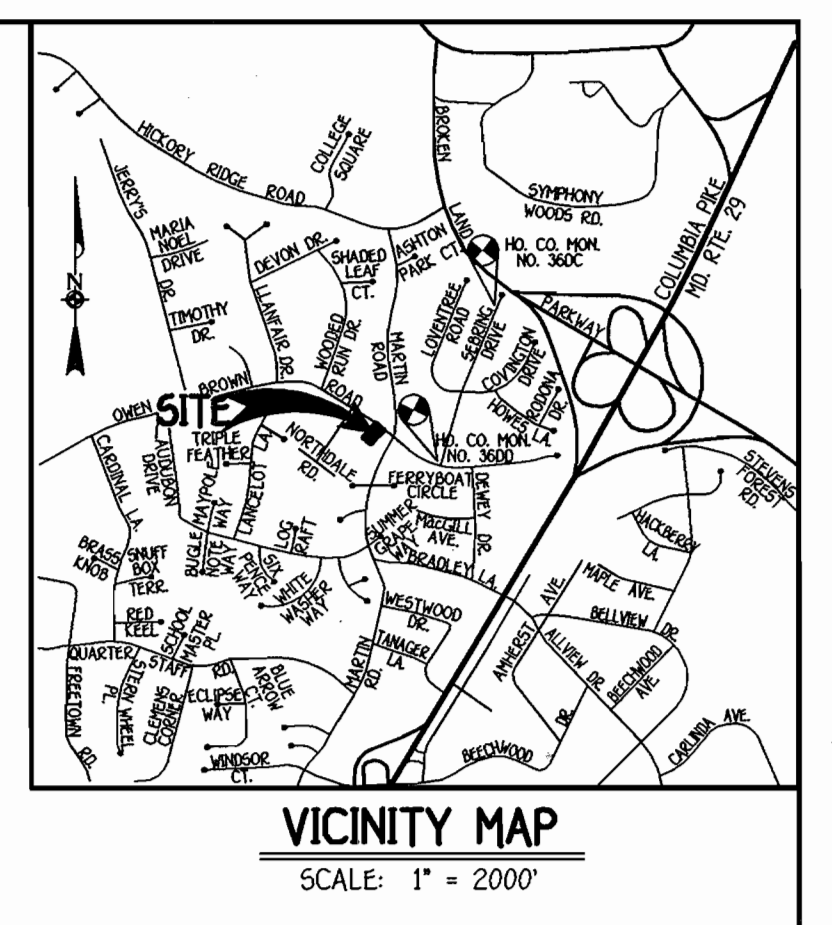 HICKORY RIDGE ROAD
COLLEGE
SQUARE
BROKEN LAND PARKWAY
SYMPHONY
WOODS RD.
COLUMBIA PIKE
MD. RTE. 29
JERRY'S DR.
MARIA
NOEL
DRIVE
DEVON DR.
SHADED
LEAF
CT.
ASHTON
PARK CT.
HO. CO. MON.
NO. 36DC
N
TIMOTHY
DR.
LLANFAIR DR.
WOODED
RUN DR.
MARTIN
ROAD
LOVENTREE
ROAD
SEBRING
DRIVE
COVINGTON
DRIVE
RODONA
DR.
HOWES LA.
OWEN BROWN ROAD
SITE
TRIPLE
FEATHER
NORTHDALE
RD.
HO. CO. MON.
NO. 36DD
CARDINAL LA.
AUDUBON
DRIVE
MAYPOL
LANCELOT LA.
FERRYBOAT
CIRCLE
DEWEY DR.
STEVENS
FOREST
RD.
BUGLE
NOTE
WAY
WAY
LOG
RAFT
SUMMER
GRAPE
WAY
MacGILL
AVE.
HACKBERRY
LA.
BRASS
KNOB
SNUFF
BOX
TERR.
SIX
PENCE
WAY
WHITE
WASHER
WAY
BRADLEY LA.
MAPLE AVE.
BELLVIEW DR.
RED
KEEL
SCHOOL
MASTER
PL.
WESTWOOD
DR.
TANAGER
LA.
AMHERST AVE.
ALLVIEW DR.
BEECHWOOD
AVE
QUARTER STAFF RD.
FREETOWN RD.
STERN WHEEL
PL.
CLEMENS
CORNER
ECLIPSE
WAY
BLUE
ARROW
CT.
MARTIN
RD.
WINDSOR
CT.
BEECHWOOD DR.
CARLINDA AVE.
VICINITY MAP
SCALE: 1" = 2000'